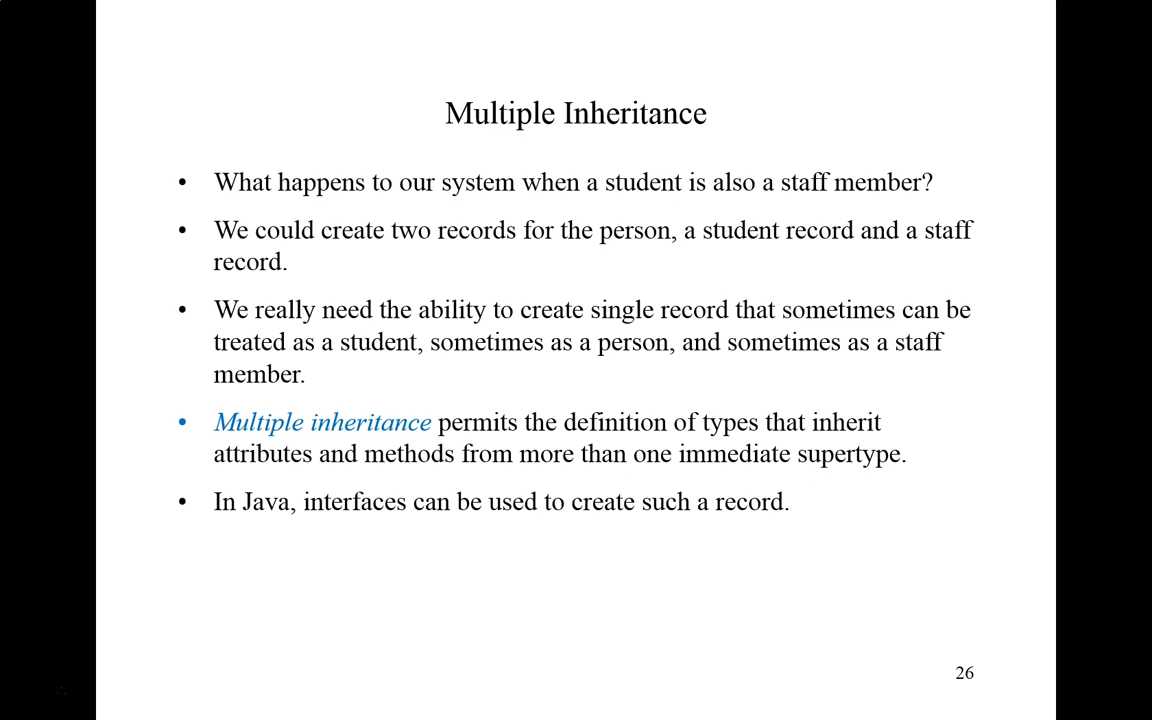 Multiple Inheritance
• What happens to our system when a student is also a staff member?
• We could create two records for the person, a student record and a staff
record.
• We really need the ability to create single record that sometimes can be
treated as a student, sometimes as a person, and sometimes as a staff
member.
• Multiple inheritance permits the definition of types that inherit
attributes and methods from more than one immediate supertype.
• In Java, interfaces can be used to create such a record.
26